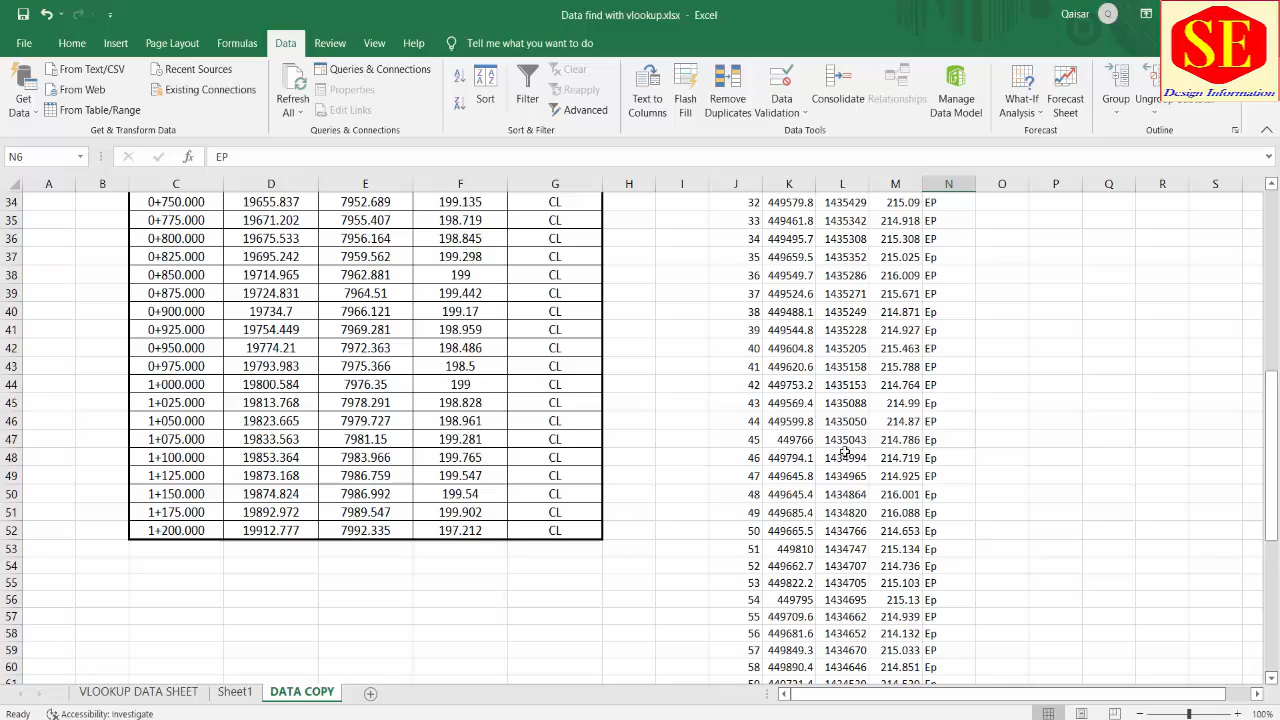 Data find with vlookup.xlsx - Excel
Qaisar Q
SE
Design Information
File Home Insert Page Layout Formulas Data Review View Help Tell me what you want to do
Get Data
From Text/CSV
From Web
From Table/Range
Recent Sources
Existing Connections
Get & Transform Data
Refresh All
Queries & Connections
Properties
Edit Links
Queries & Connections
Sort
Filter
Clear
Reapply
Advanced
Sort & Filter
Text to Columns
Flash Fill
Remove Duplicates
Data Validation
Consolidate
Relationships
Manage Data Model
Data Tools
What-If Analysis
Forecast Sheet
Forecast
Group
Outline
N6 fx EP
A B C D E F G H I J K L M N O P Q R S
34 0+750.000 19655.837 7952.689 199.135 CL 32 449579.8 1435429 215.09 EP
35 0+775.000 19671.202 7955.407 198.719 CL 33 449461.8 1435342 214.918 EP
36 0+800.000 19675.533 7956.164 198.845 CL 34 449495.7 1435308 215.308 EP
37 0+825.000 19695.242 7959.562 199.298 CL 35 449659.5 1435352 215.025 Ep
38 0+850.000 19714.965 7962.881 199 CL 36 449549.7 1435286 216.009 EP
39 0+875.000 19724.831 7964.51 199.442 CL 37 449524.6 1435271 215.671 EP
40 0+900.000 19734.7 7966.121 199.17 CL 38 449488.1 1435249 214.871 EP
41 0+925.000 19754.449 7969.281 198.959 CL 39 449544.8 1435228 214.927 Ep
42 0+950.000 19774.21 7972.363 198.486 CL 40 449604.8 1435205 215.463 EP
43 0+975.000 19793.983 7975.366 198.5 CL 41 449620.6 1435158 215.788 EP
44 1+000.000 19800.584 7976.35 199 CL 42 449753.2 1435153 214.764 EP
45 1+025.000 19813.768 7978.291 198.828 CL 43 449569.4 1435088 214.99 Ep
46 1+050.000 19823.665 7979.727 198.961 CL 44 449599.8 1435050 214.87 Ep
47 1+075.000 19833.563 7981.15 199.281 CL 45 449766 1435043 214.786 Ep
48 1+100.000 19853.364 7983.966 199.765 CL 46 449794.1 1434994 214.719 Ep
49 1+125.000 19873.168 7986.759 199.547 CL 47 449645.8 1434965 214.925 Ep
50 1+150.000 19874.824 7986.992 199.54 CL 48 449645.4 1434864 216.001 Ep
51 1+175.000 19892.972 7989.547 199.902 CL 49 449685.4 1434820 216.088 Ep
52 1+200.000 19912.777 7992.335 197.212 CL 50 449665.5 1434766 214.653 Ep
53 51 449810 1434747 215.134 Ep
54 52 449662.7 1434707 214.736 Ep
55 53 449822.2 1434705 215.103 EP
56 54 449795 1434695 215.13 Ep
57 55 449709.6 1434662 214.939 EP
58 56 449681.6 1434652 214.132 Ep
59 57 449849.3 1434670 215.033 EP
60 58 449890.4 1434646 214.851 Ep
VLOOKUP DATA SHEET Sheet1 DATA COPY
Ready Accessibility: Investigate 100%